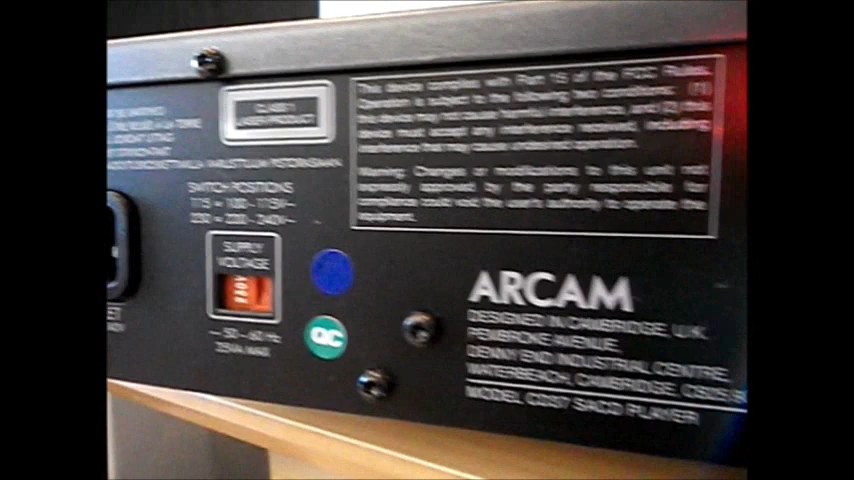 CLASS 1
LASER PRODUCT
This device complies with Part 15 of the FCC Rules.
Operation is subject to the following two conditions: (1)
this device may not cause harmful interference, and (2) this
device must accept any interference received, including
interference that may cause undesired operation.
Warning: Changes or modifications to this unit not
expressly approved by the party responsible for
compliance could void the user's authority to operate the
equipment.
SWITCH POSITIONS
115 = 100 - 115V~
230 = 220 - 240V~
SUPPLY
VOLTAGE
230V
~ 50 - 60 Hz
MAX
QC
ARCAM
DESIGNED IN CAMBRIDGE, U.K.
PEMBROKE AVENUE,
DENNY END INDUSTRIAL CENTRE,
WATERBEACH, CAMBRIDGE,
MODEL CD37 SACD PLAYER